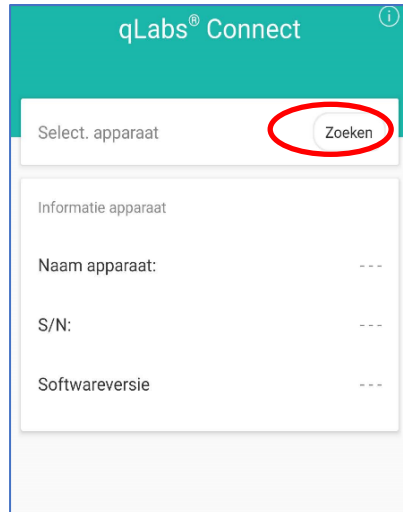 qLabs® Connect
Select. apparaat Zoeken
Informatie apparaat
Naam apparaat: ---
S/N: ---
Softwareversie ---